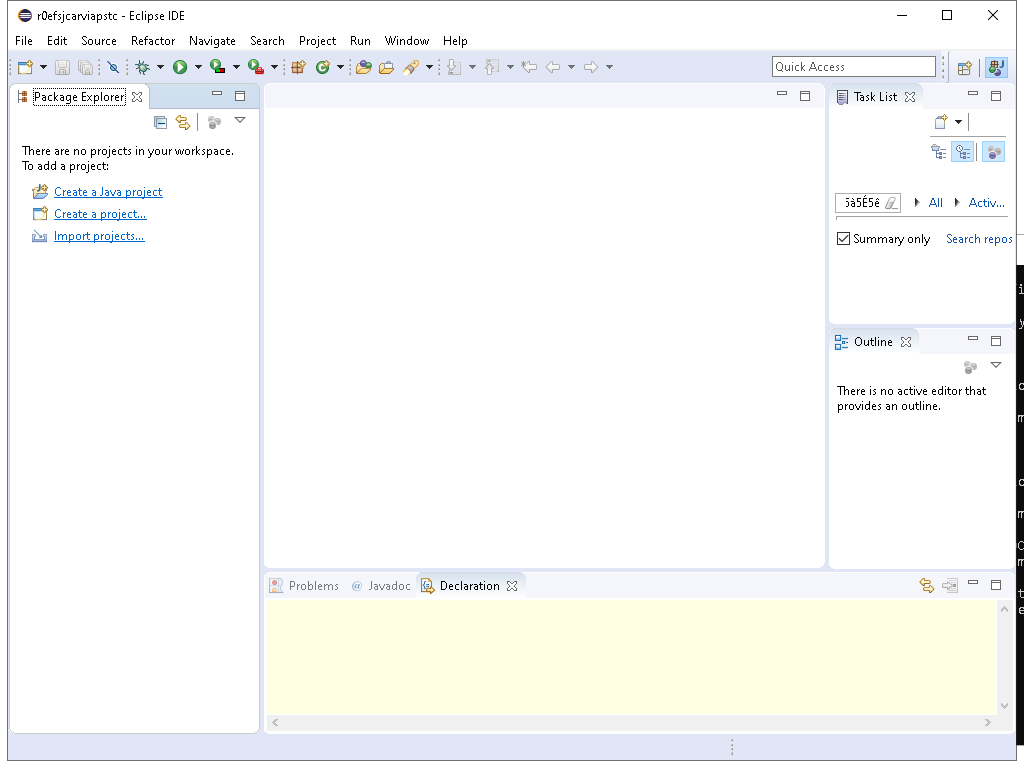 r0efsjcarviapstc - Eclipse IDE
File Edit Source Refactor Navigate Search Project Run Window Help
Quick Access
Package Explorer
There are no projects in your workspace.
To add a project:
Create a Java project
Create a project...
Import projects...
Task List
5à5É5ê All Activ...
Summary only Search repos
Outline
There is no active editor that
provides an outline.
Problems @ Javadoc Declaration